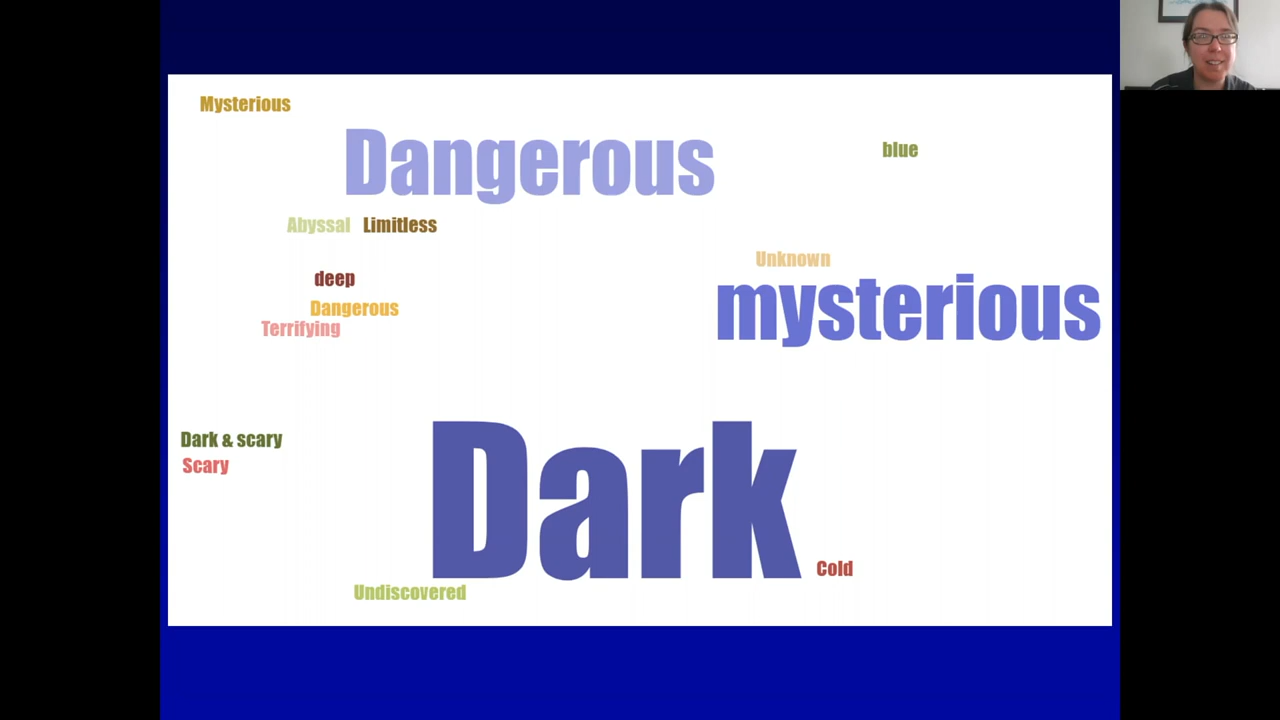 Mysterious
Dangerous
blue
Abyssal Limitless
Unknown
deep
mysterious
Dangerous
Terrifying
Dark & scary
Scary
Dark
Cold
Undiscovered